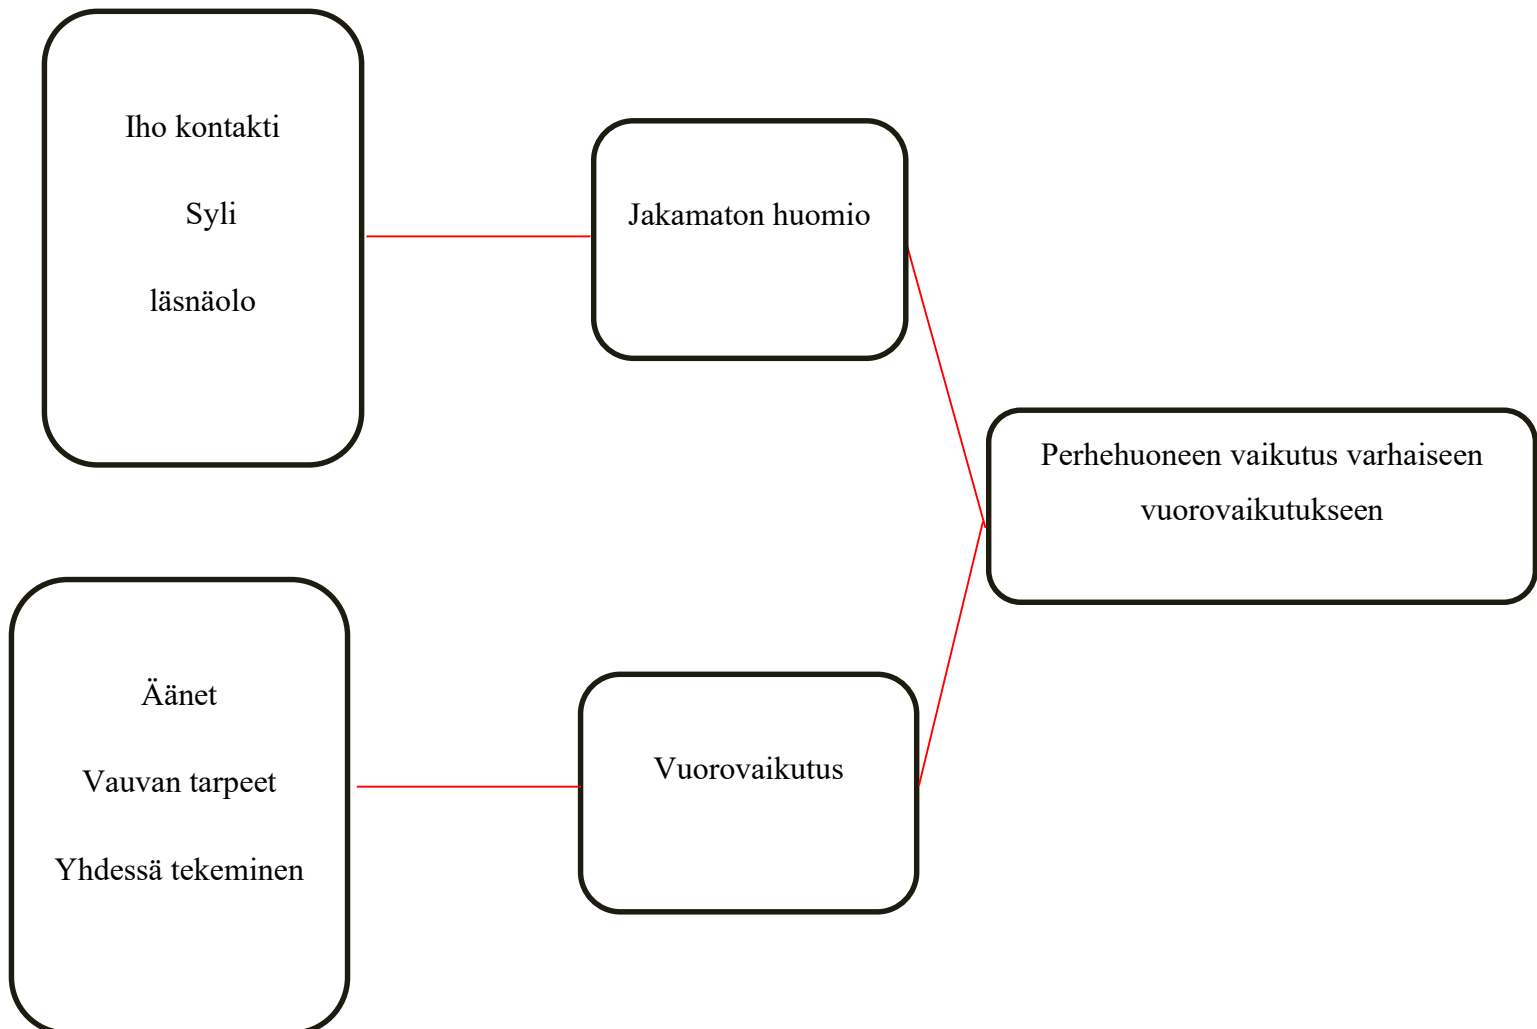 Iho kontakti
Syli
läsnäolo
Jakamaton huomio
Perhehuoneen vaikutus varhaiseen
vuorovaikutukseen
Äänet
Vauvan tarpeet
Yhdessä tekeminen
Vuorovaikutus